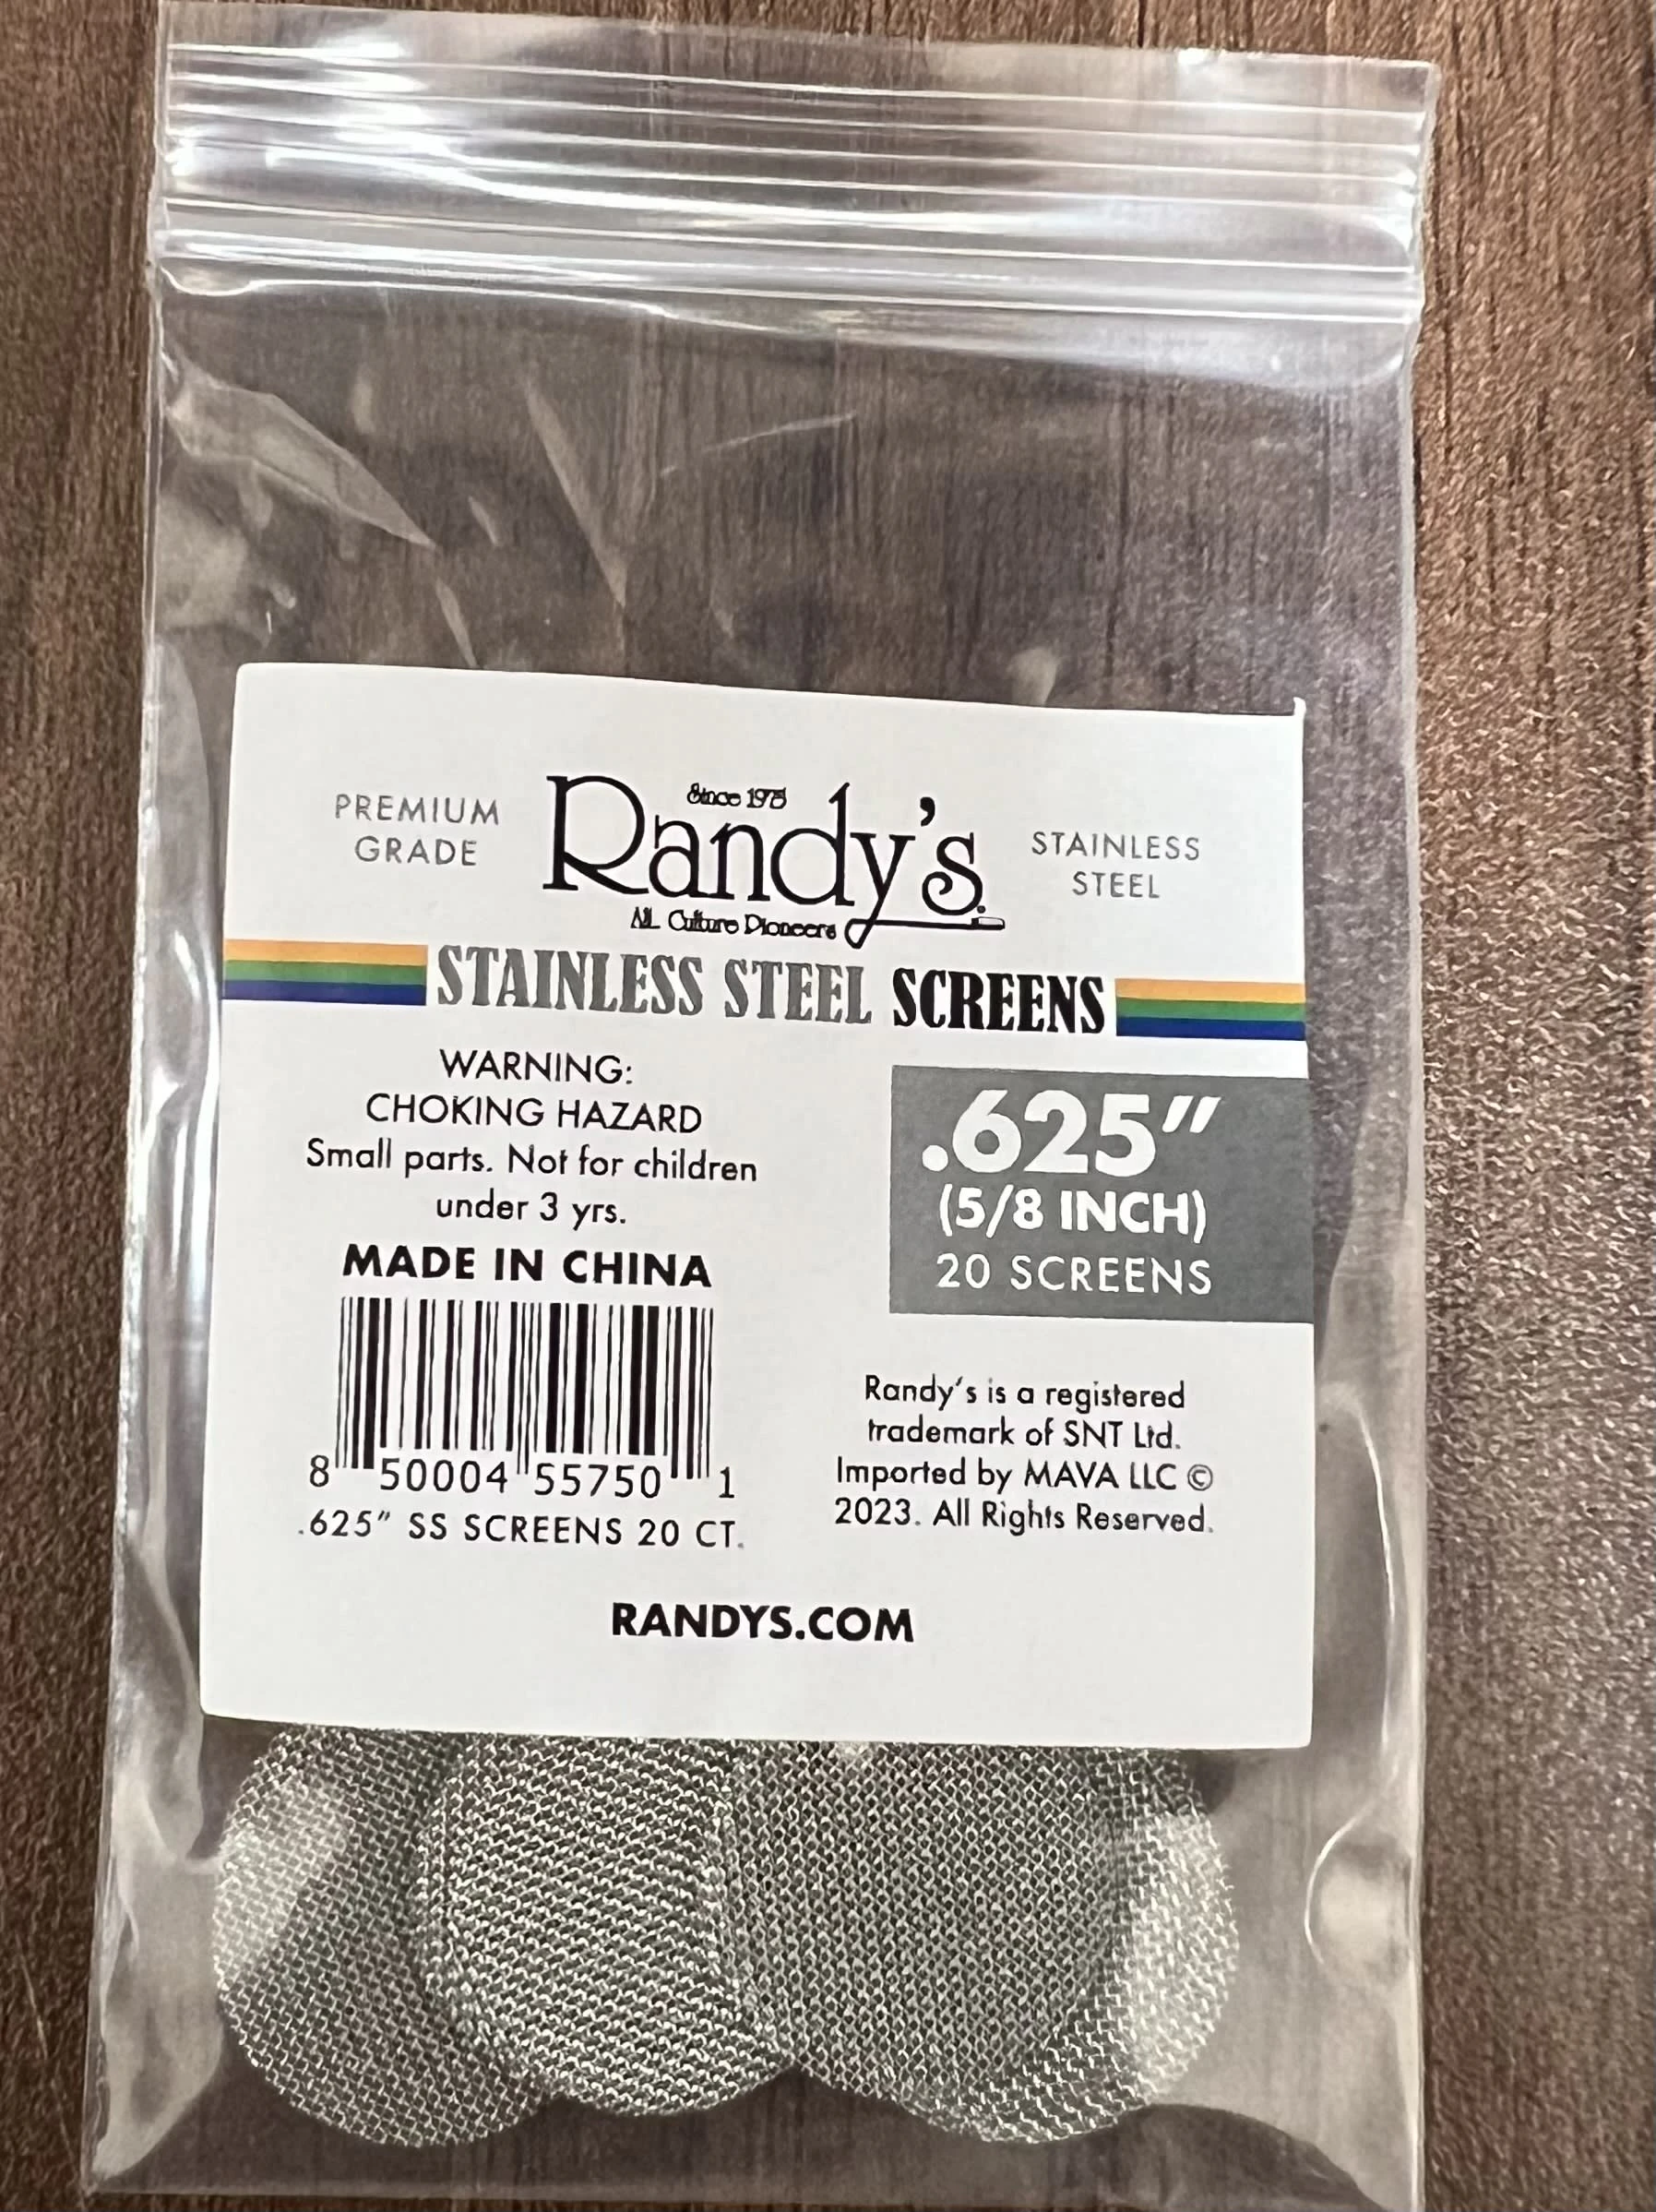 PREMIUM
GRADE
Since 1975
Randy's
STAINLESS
STEEL
Culture Pioneers
STAINLESS STEEL SCREENS
WARNING:
CHOKING HAZARD
Small parts. Not for children
under 3 yrs.
MADE IN CHINA
8 50004 55750 1
.625" SS SCREENS 20 CT.
.625"
(5/8 INCH)
20 SCREENS
Randy's is a registered
trademark of SNT Ltd.
Imported by MAVA LLC ©
2023. All Rights Reserved.
RANDYS.COM